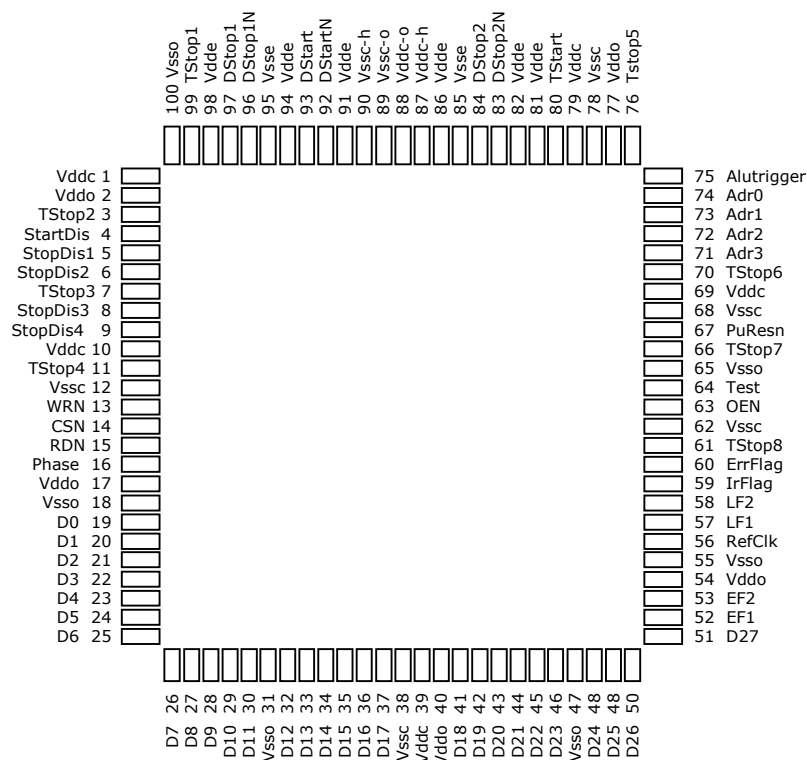 100 Vsso
99 TStop1
98 Vdde
97 DStop1
96 DStop1N
95 Vsse
94 Vdde
93 DStart
92 DStartN
91 Vdde
90 Vssc-h
89 Vssc-o
88 Vddc-o
87 Vddc-h
86 Vdde
85 Vsse
84 DStop2
83 DStop2N
82 Vdde
81 Vdde
80 TStart
79 Vddc
78 Vssc
77 Vddo
76 Tstop5
Vddc 1
Vddo 2
TStop2 3
StartDis 4
StopDis1 5
StopDis2 6
TStop3 7
StopDis3 8
StopDis4 9
Vddc 10
TStop4 11
Vssc 12
WRN 13
CSN 14
RDN 15
Phase 16
Vddo 17
Vsso 18
D0 19
D1 20
D2 21
D3 22
D4 23
D5 24
D6 25
75 Alutrigger
74 Adr0
73 Adr1
72 Adr2
71 Adr3
70 TStop6
69 Vddc
68 Vssc
67 PuResn
66 TStop7
65 Vsso
64 Test
63 OEN
62 Vssc
61 TStop8
60 ErrFlag
59 IrFlag
58 LF2
57 LF1
56 RefClk
55 Vsso
54 Vddo
53 EF2
52 EF1
51 D27
D7 26
D8 27
D9 28
D10 29
D11 30
Vsso 31
D12 32
D13 33
D14 34
D15 35
D16 36
D17 37
Vssc 38
Vddc 39
Vddo 40
D18 41
D19 42
D20 43
D21 44
D22 45
D23 46
Vsso 47
D24 48
D25 48
D26 50